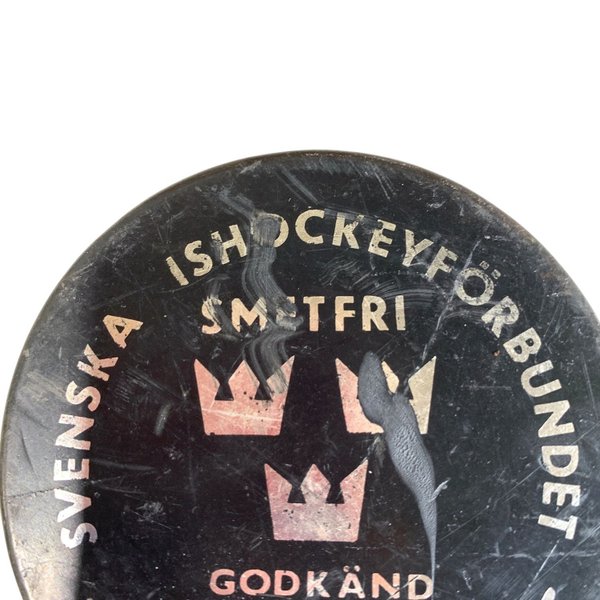 SVENSKA ISHOCKEYFÖRBUNDET
SMETFRI
GODKÄND